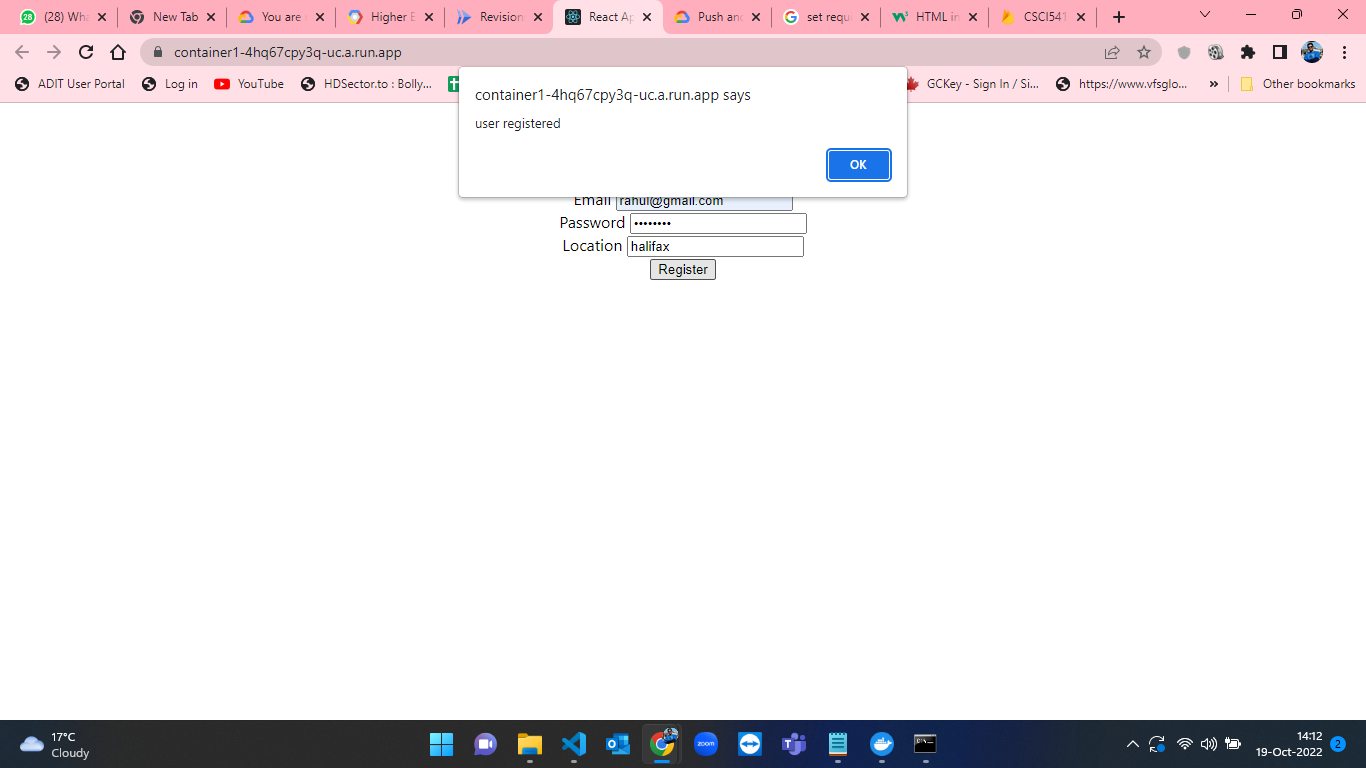 28 (28) Wha
New Tab
You are
Higher E
Revision
React Ap
Push and
set requ
HTML in
CSCI541
container1-4hq67cpy3q-uc.a.run.app
ADIT User Portal
Log in
YouTube
HDSector.to : Bolly...
GCKey - Sign In / Si...
https://www.vfsglo...
»
Other bookmarks
container1-4hq67cpy3q-uc.a.run.app says
user registered
OK
Email rahul@gmail.com
Password ••••••••
Location halifax
Register
17°C
Cloudy
zoom
14:12
19-Oct-2022
2